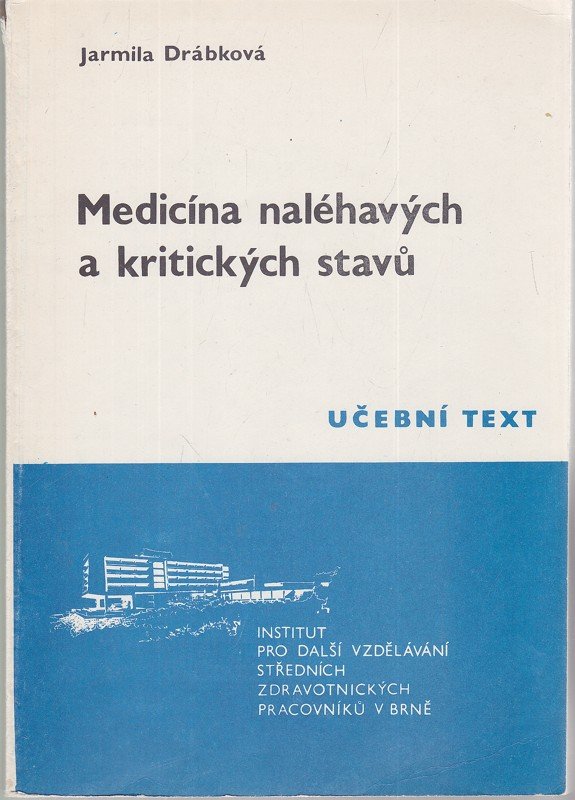 Jarmila Drábková
Medicína naléhavých
a kritických stavů
UČEBNÍ TEXT
INSTITUT
PRO DALŠÍ VZDĚLÁVÁNÍ
STŘEDNÍCH
ZDRAVOTNICKÝCH
PRACOVNÍKŮ V BRNĚ